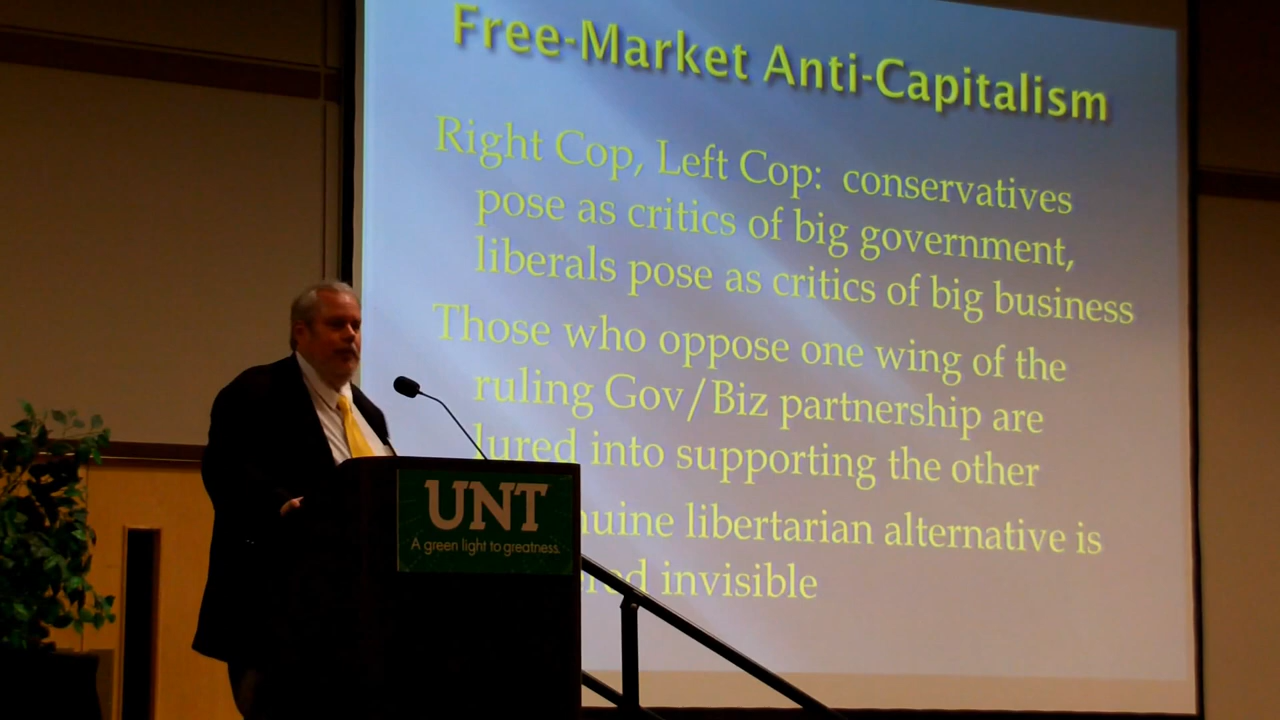 Free-Market Anti-Capitalism
Right Cop, Left Cop: conservatives
pose as critics of big government,
liberals pose as critics of big business
Those who oppose one wing of the
ruling Gov/Biz partnership are
lured into supporting the other
libertarian alternative is
invisible
UNT
A green light to greatness.